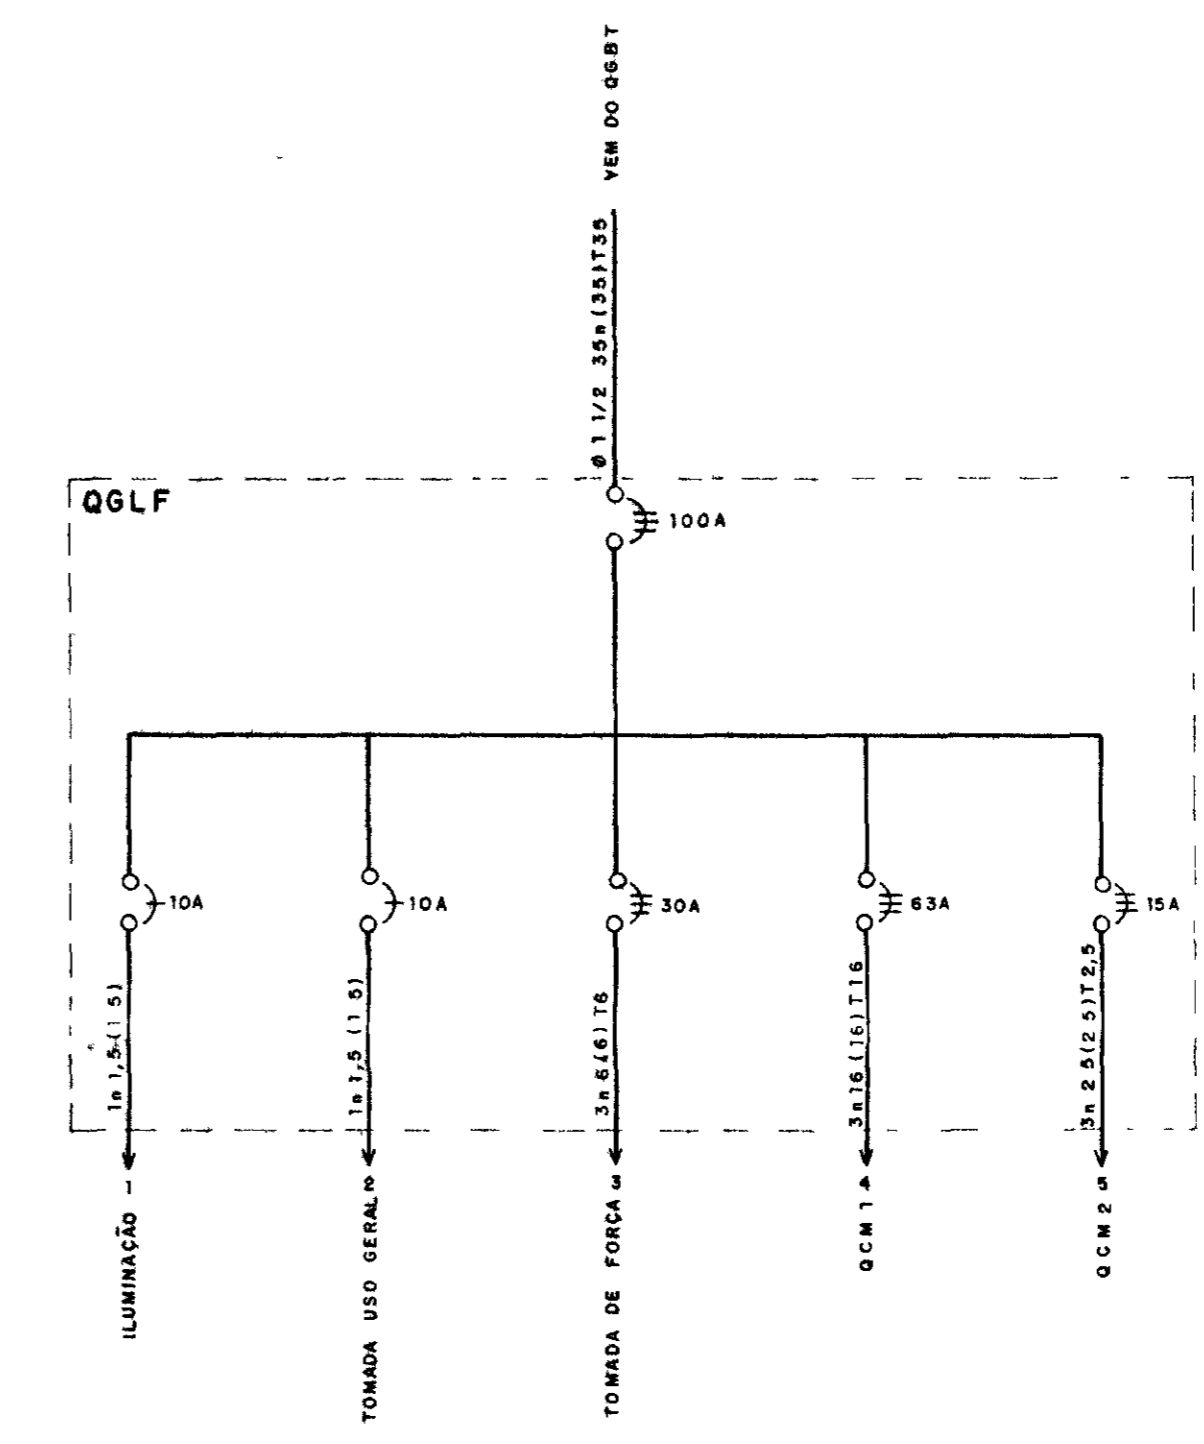 VEM DO QGBT
Ø 1 1/2 35n(35)T35
QGLF
100A
10A
10A
30A
63A
15A
1n 1,5 (1 5)
1n 1,5 (1 5)
3n 6(6)T6
3n16(16)T16
3n 2 5(2 5)T2,5
ILUMINAÇÃO 1
TOMADA USO GERAL 2
TOMADA DE FORÇA 3
QCM 1 4
QCM 2 5